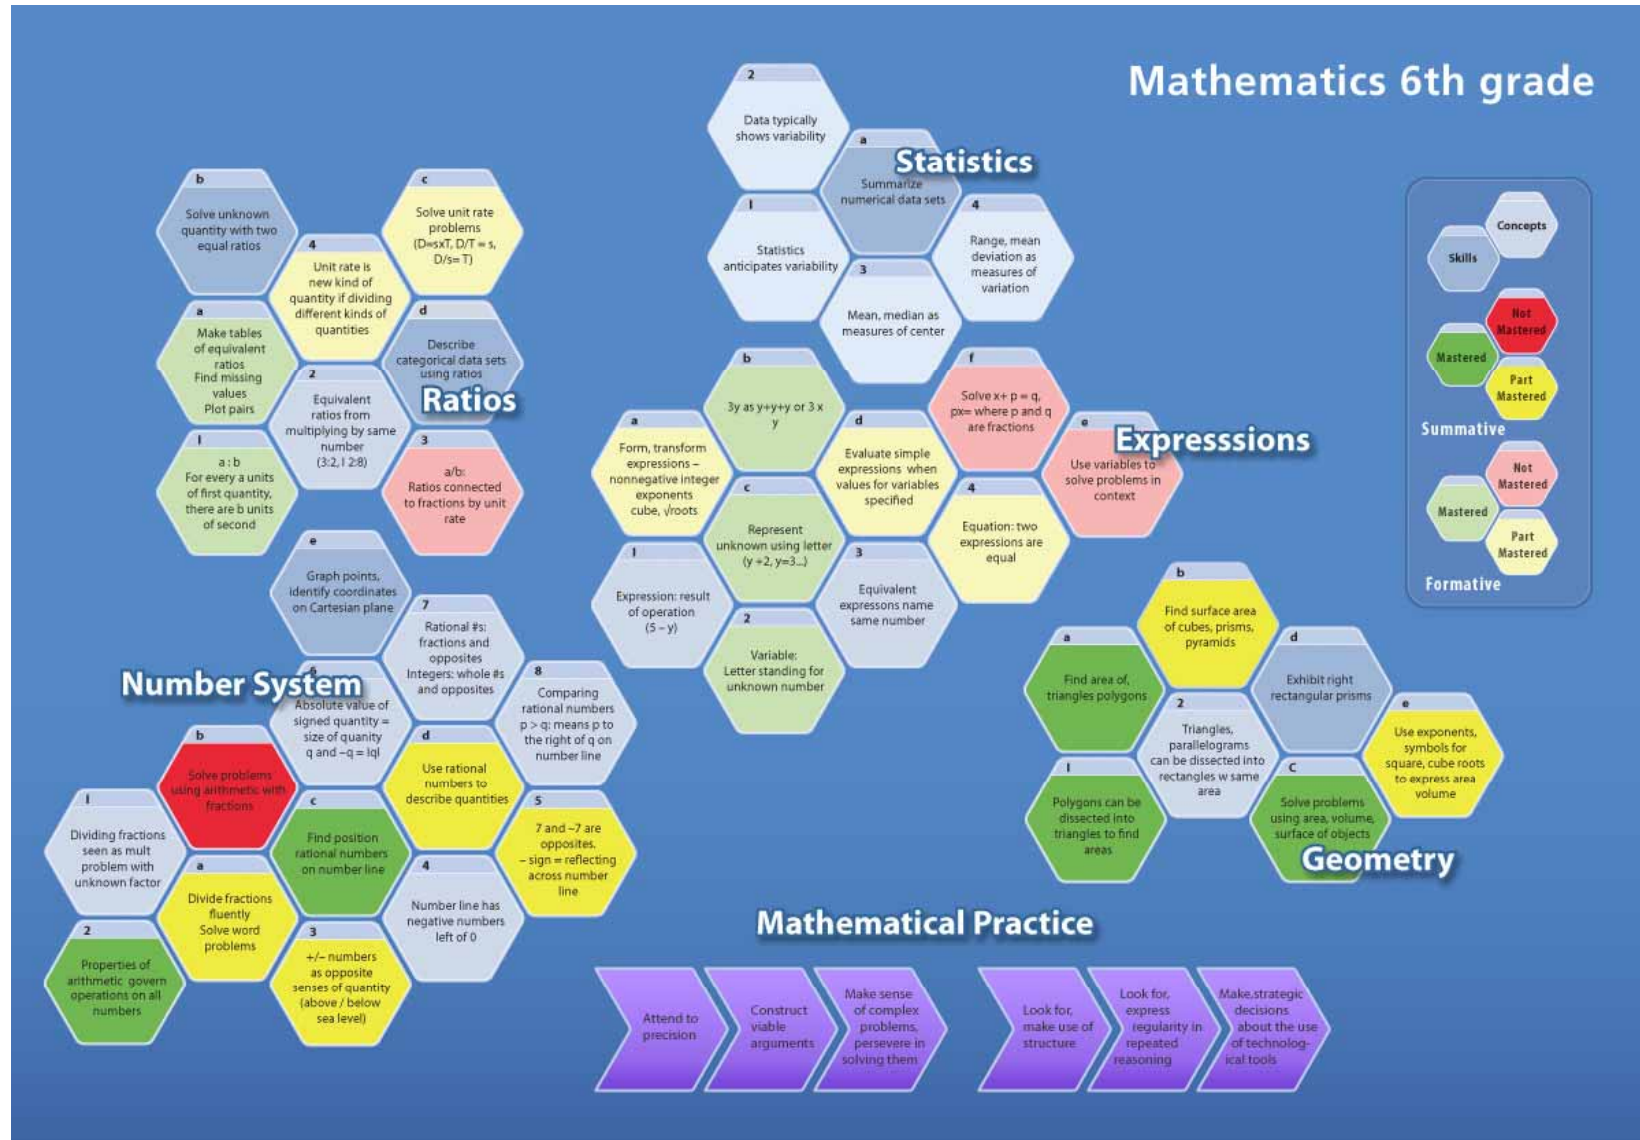 Mathematics 6th grade
2
Data typically
shows variability
a
Statistics
Summarize
numerical data sets
I
Statistics
anticipates variability
4
Range, mean
deviation as
measures of
variation
3
Mean, median as
measures of center
b
Solve unknown
quantity with two
equal ratios
c
Solve unit rate
problems
(D=sxT, D/T = s,
D/s= T)
4
Unit rate is
new kind of
quantity if dividing
different kinds of
quantities
a
Make tables
of equivalent
ratios
Find missing
values
Plot pairs
d
Describe
categorical data sets
using ratios
Ratios
2
Equivalent
ratios from
multiplying by same
number
(3:2, I 2:8)
I
a : b
For every a units
of first quantity,
there are b units
of second
3
a/b:
Ratios connected
to fractions by unit
rate
b
3y as y+y+y or 3 x
y
f
Solve x+ p = q,
px= where p and q
are fractions
a
Form, transform
expressions –
nonnegative integer
exponents
cube, √roots
d
Evaluate simple
expressions when
values for variables
specified
e
Expresssions
Use variables to
solve problems in
context
c
Represent
unknown using letter
(y +2, y=3...)
4
Equation: two
expressions are
equal
I
Expression: result
of operation
(5 – y)
3
Equivalent
expressons name
same number
2
Variable:
Letter standing for
unknown number
Concepts
Skills
Not
Mastered
Mastered
Part
Mastered
Summative
Not
Mastered
Mastered
Part
Mastered
Formative
e
Graph points,
identify coordinates
on Cartesian plane
7
Rational #s:
fractions and
opposites
Integers: whole #s
and opposites
Number System
6
Absolute value of
signed quantity =
size of quanity
q and –q = |q|
8
Comparing
rational numbers
p > q: means p to
the right of q on
number line
b
Solve problems
using arithmetic with
fractions
d
Use rational
numbers to
describe quantities
I
Dividing fractions
seen as mult
problem with
unknown factor
c
Find position
rational numbers
on number line
5
7 and –7 are
opposites.
– sign = reflecting
across number
line
a
Divide fractions
fluently
Solve word
problems
4
Number line has
negative numbers
left of 0
2
Properties of
arithmetic govern
operations on all
numbers
3
+/– numbers
as opposite
senses of quantity
(above / below
sea level)
b
Find surface area
of cubes, prisms,
pyramids
a
Find area of,
triangles polygons
d
Exhibit right
rectangular prisms
2
Triangles,
parallelograms
can be dissected into
rectangles w same
area
e
Use exponents,
symbols for
square, cube roots
to express area
volume
I
Polygons can be
dissected into
triangles to find
areas
C
Solve problems
using area, volume,
surface of objects
Geometry
Mathematical Practice
Attend to
precision
Construct
viable
arguments
Make sense
of complex
problems,
persevere in
solving them
Look for,
make use of
structure
Look for,
express
regularity in
repeated
reasoning
Make,strategic
decisions
about the use
of technolog-
ical tools